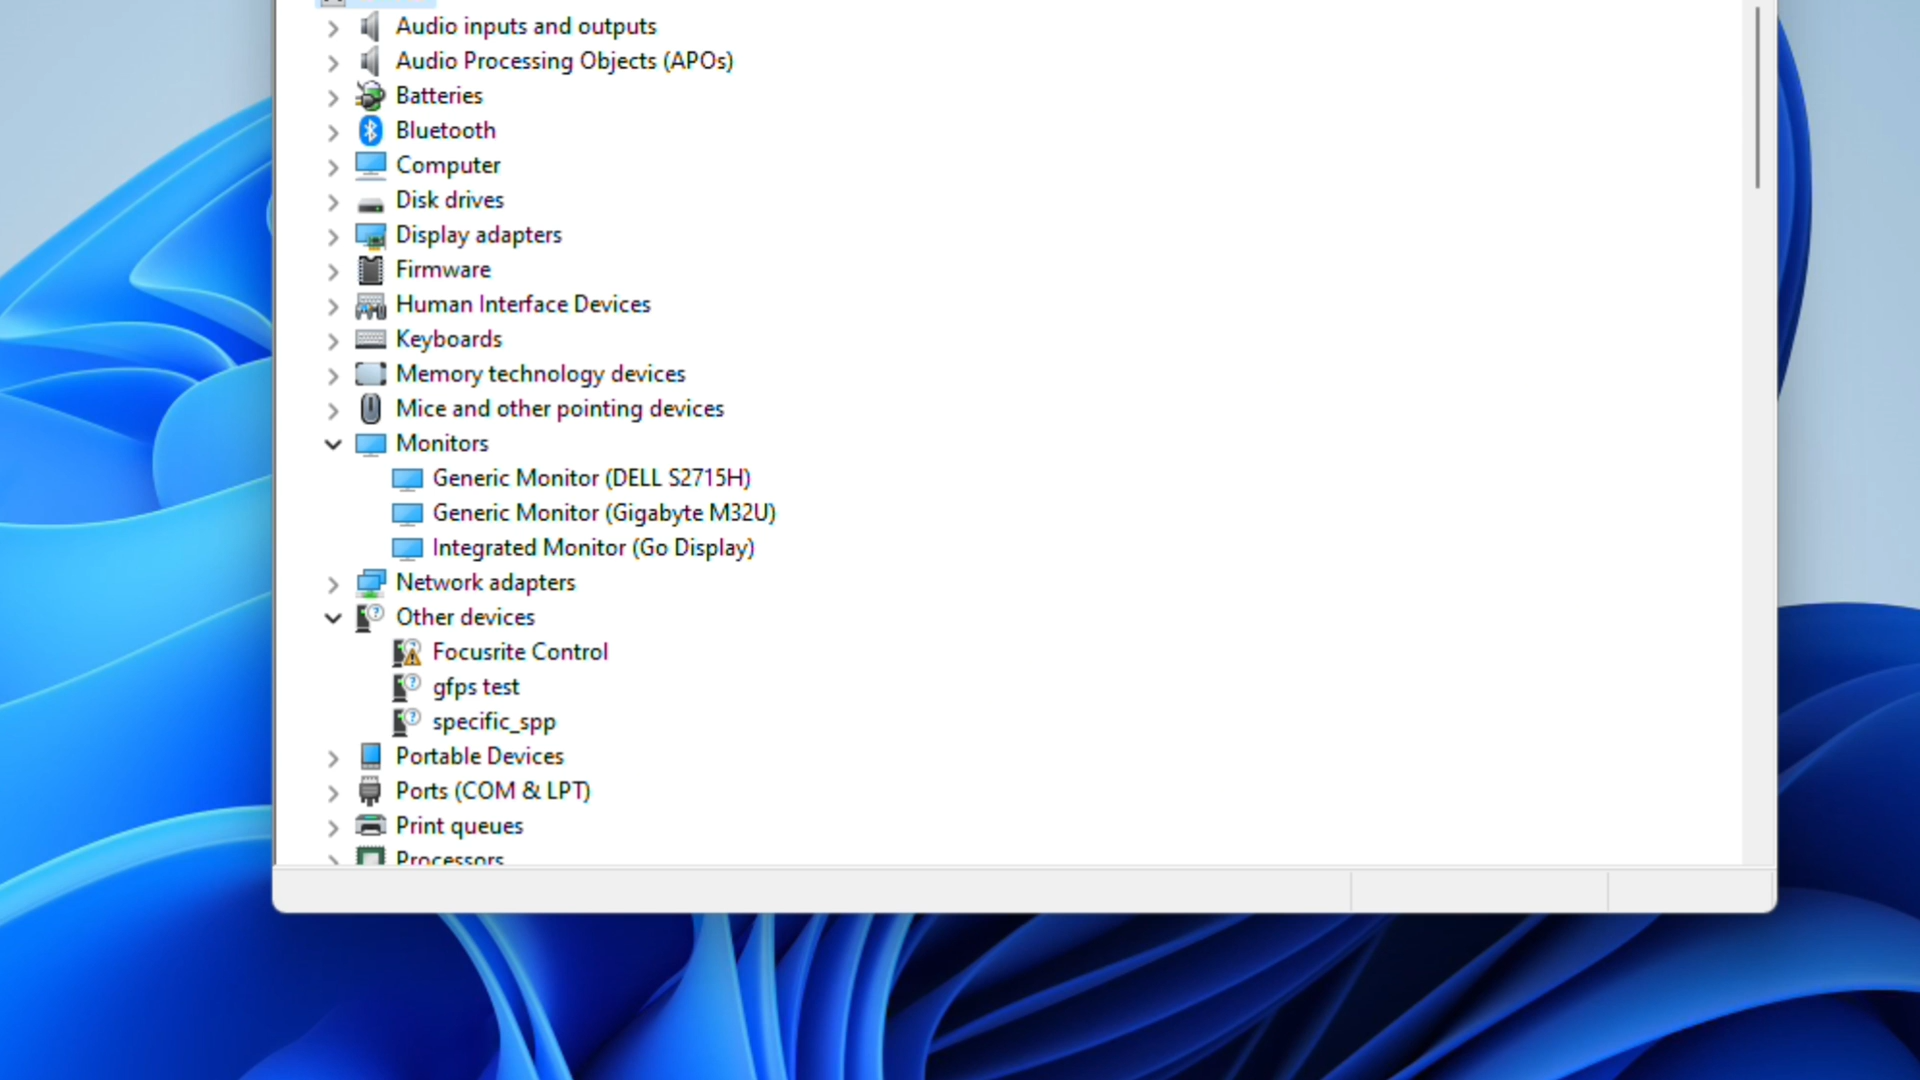 Audio inputs and outputs
Audio Processing Objects (APOs)
Batteries
Bluetooth
Computer
Disk drives
Display adapters
Firmware
Human Interface Devices
Keyboards
Memory technology devices
Mice and other pointing devices
Monitors
Generic Monitor (DELL S2715H)
Generic Monitor (Gigabyte M32U)
Integrated Monitor (Go Display)
Network adapters
Other devices
Focusrite Control
gfps test
specific_spp
Portable Devices
Ports (COM & LPT)
Print queues
Processors